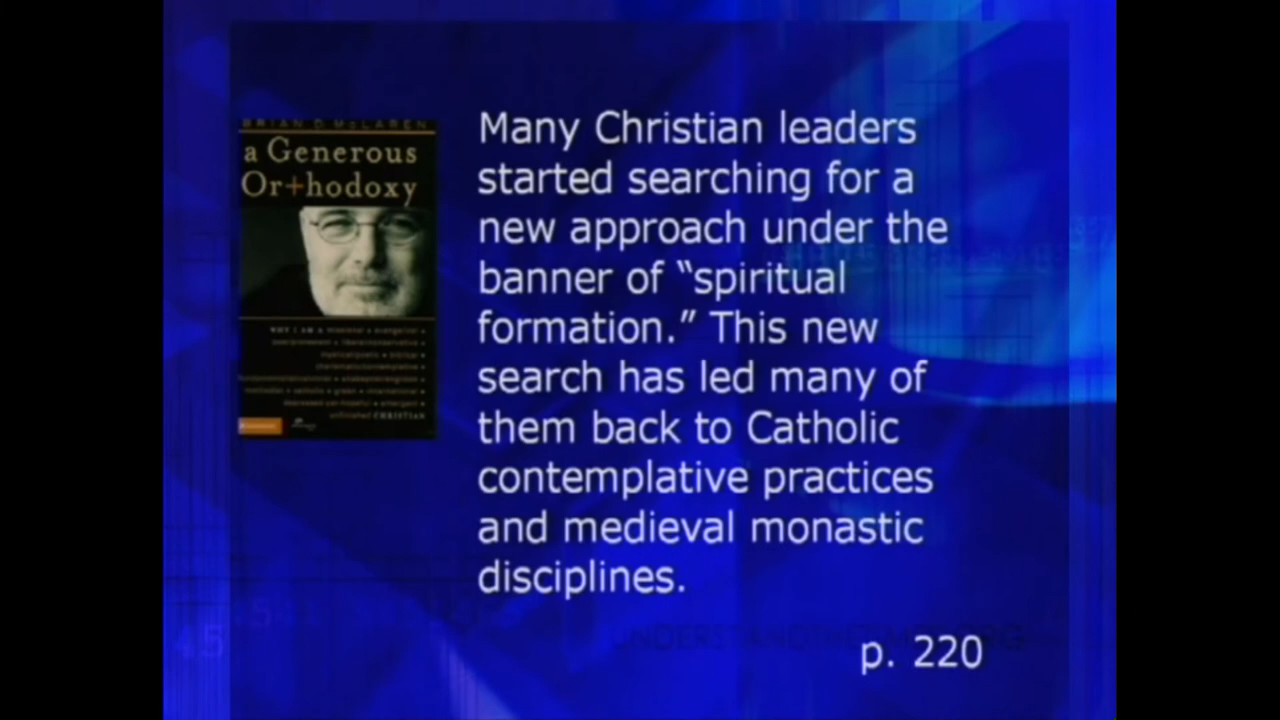 BRIAN D. McLAREN
a Generous
Or+hodoxy
Many Christian leaders
started searching for a
new approach under the
banner of “spiritual
formation.” This new
search has led many of
them back to Catholic
contemplative practices
and medieval monastic
disciplines.
p. 220